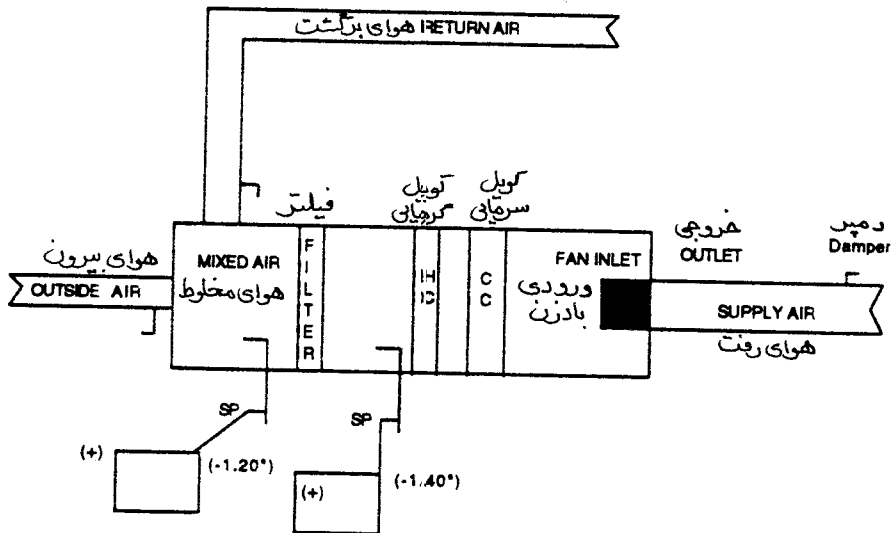 هوای برگشت RETURN AIR
فیلتر
کویل
گرمایی
کویل
سرمایی
خروجی
OUTLET
دمپر
Damper
هوای بیرون
OUTSIDE AIR
MIXED AIR
هوای مخلوط
FILTER
HC
CC
FAN INLET
ورودی
بادزن
SUPPLY AIR
هوای رفت
SP
(+)
(-1.20")
SP
(+)
(-1.40")